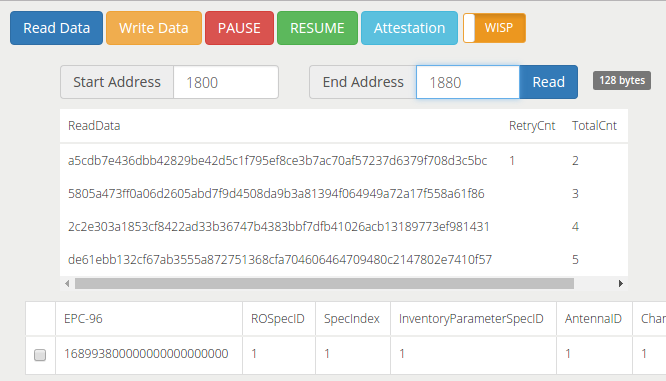 Read Data Write Data PAUSE RESUME Attestation WISP
Start Address 1800 End Address 1880 Read 128 bytes
ReadData RetryCnt TotalCnt
a5cdb7e436dbb42829be42d5c1f795ef8ce3b7ac70af57237d6379f708d3c5bc 1 2
5805a473ff0a06d2605abd7f9d4508da9b3a81394f064949a72a17f558a61f86 3
2c2e303a1853cf8422ad33b36747b4383bbf7dfb41026acb13189773ef981431 4
de61ebb132cf67ab3555a872751368cfa704606464709480c2147802e7410f57 5
EPC-96 ROSpecID SpecIndex InventoryParameterSpecID AntennaID Char
168993800000000000000000 1 1 1 1 1